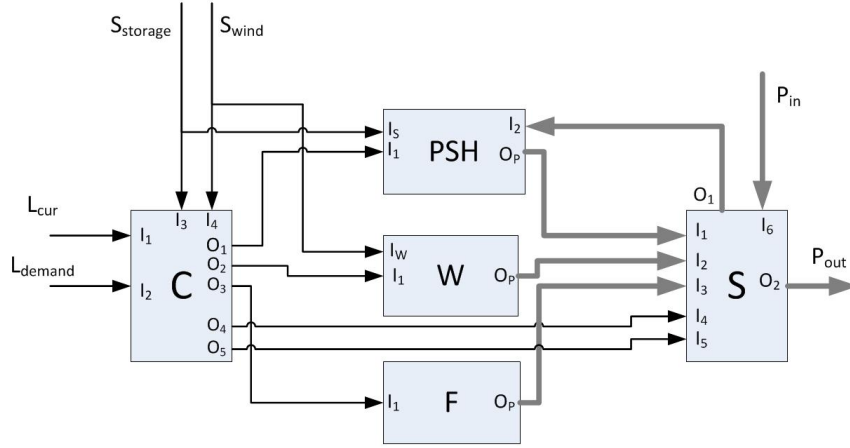 S_storage S_wind
P_in
I_S PSH I_2
I_1 O_P
O_1
L_cur I_3 I_4 I_6
I_1 O_1 I_1
I_W
L_demand O_2 I_2 P_out
I_2 C O_3 I_1 W O_P I_3 S O_2
O_4 I_4
O_5 I_5
I_1 F O_P